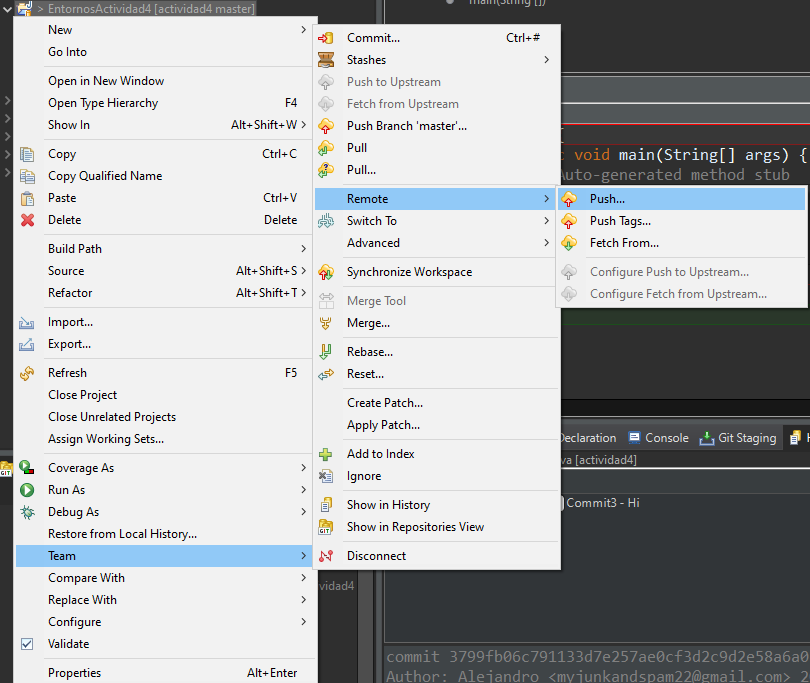 > EntornosActividad4 [actividad4 master]
New
Go Into
Open in New Window
Open Type Hierarchy F4
Show In Alt+Shift+W >
Copy Ctrl+C
Copy Qualified Name
Paste Ctrl+V
Delete Delete
Build Path
Source Alt+Shift+S >
Refactor Alt+Shift+T >
Import...
Export...
Refresh F5
Close Project
Close Unrelated Projects
Assign Working Sets...
Coverage As
Run As
Debug As
Restore from Local History...
Team
Compare With
Replace With
Configure
Validate
Properties Alt+Enter
Commit... Ctrl+#
Stashes
Push to Upstream
Fetch from Upstream
Push Branch 'master'...
Pull
Pull...
Remote
Switch To
Advanced
Synchronize Workspace
Merge Tool
Merge...
Rebase...
Reset...
Create Patch...
Apply Patch...
Add to Index
Ignore
Show in History
Show in Repositories View
Disconnect
Push...
Push Tags...
Fetch From...
Configure Push to Upstream...
Configure Fetch from Upstream...
main(String [])
void main(String[] args) {
Auto-generated method stub
Declaration Console Git Staging
va [actividad4]
Commit3 - Hi
vidad4
commit 3799fb06c791133d7e257ae0cf3d2c9d2e58a6a0
Author: Alejandro <myjunkandspam22@gmail.com> 2
GIT
GIT